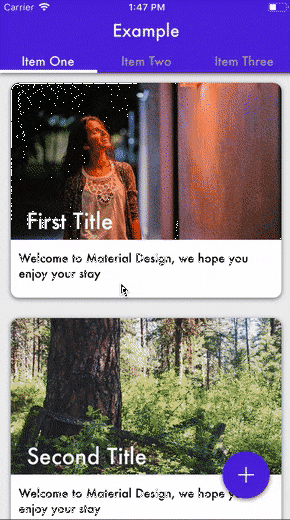 Carrier 1:47 PM
Example
Item One Item Two Item Three
First Title
Welcome to Material Design, we hope you
enjoy your stay
Second Title
Welcome to Material Design, we hope you
enjoy your stay